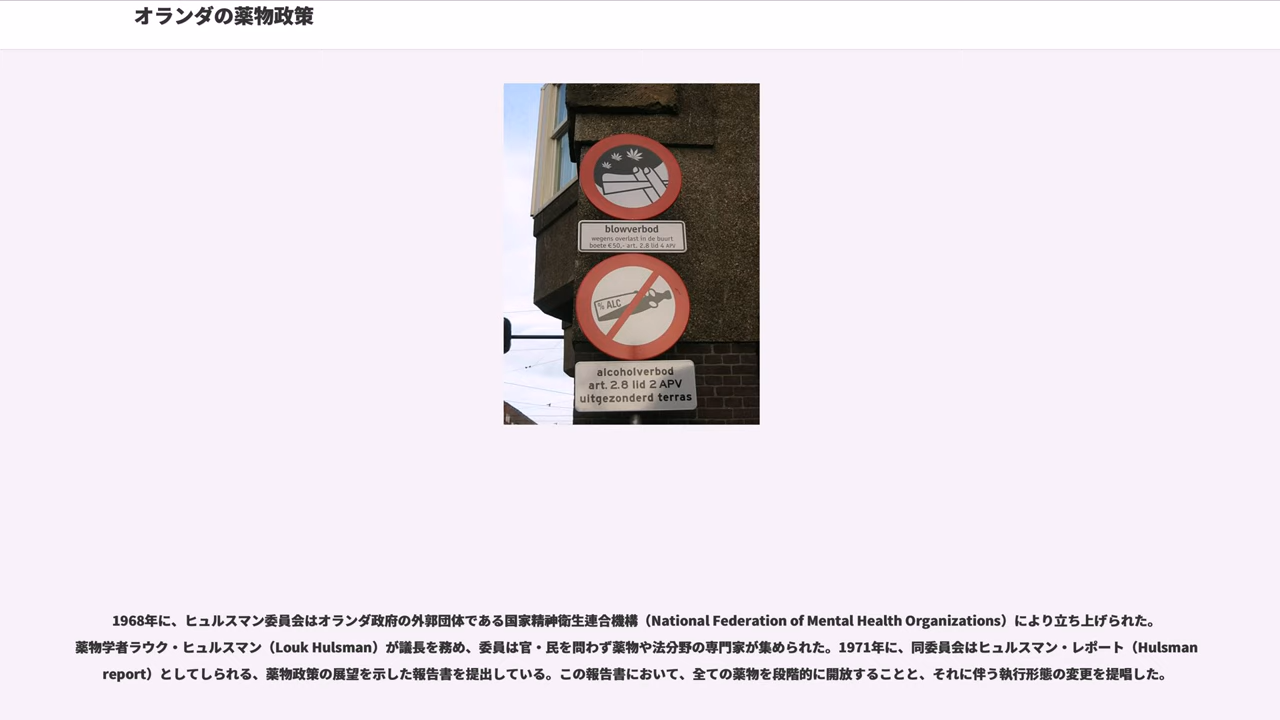 オランダの薬物政策
blowverbod
wegens overlast in de buurt
boete € 50,- art. 2.8 lid 4 APV
% ALC
alcoholverbod
art. 2.8 lid 2 APV
uitgezonderd terras
1968年に、ヒュルスマン委員会はオランダ政府の外郭団体である国家精神衛生連合機構（National Federation of Mental Health Organizations）により立ち上げられた。
薬物学者ラウク・ヒュルスマン（Louk Hulsman）が議長を務め、委員は官・民を問わず薬物や法分野の専門家が集められた。1971年に、同委員会はヒュルスマン・レポート（Hulsman
report）としてしられる、薬物政策の展望を示した報告書を提出している。この報告書において、全ての薬物を段階的に開放することと、それに伴う執行形態の変更を提唱した。